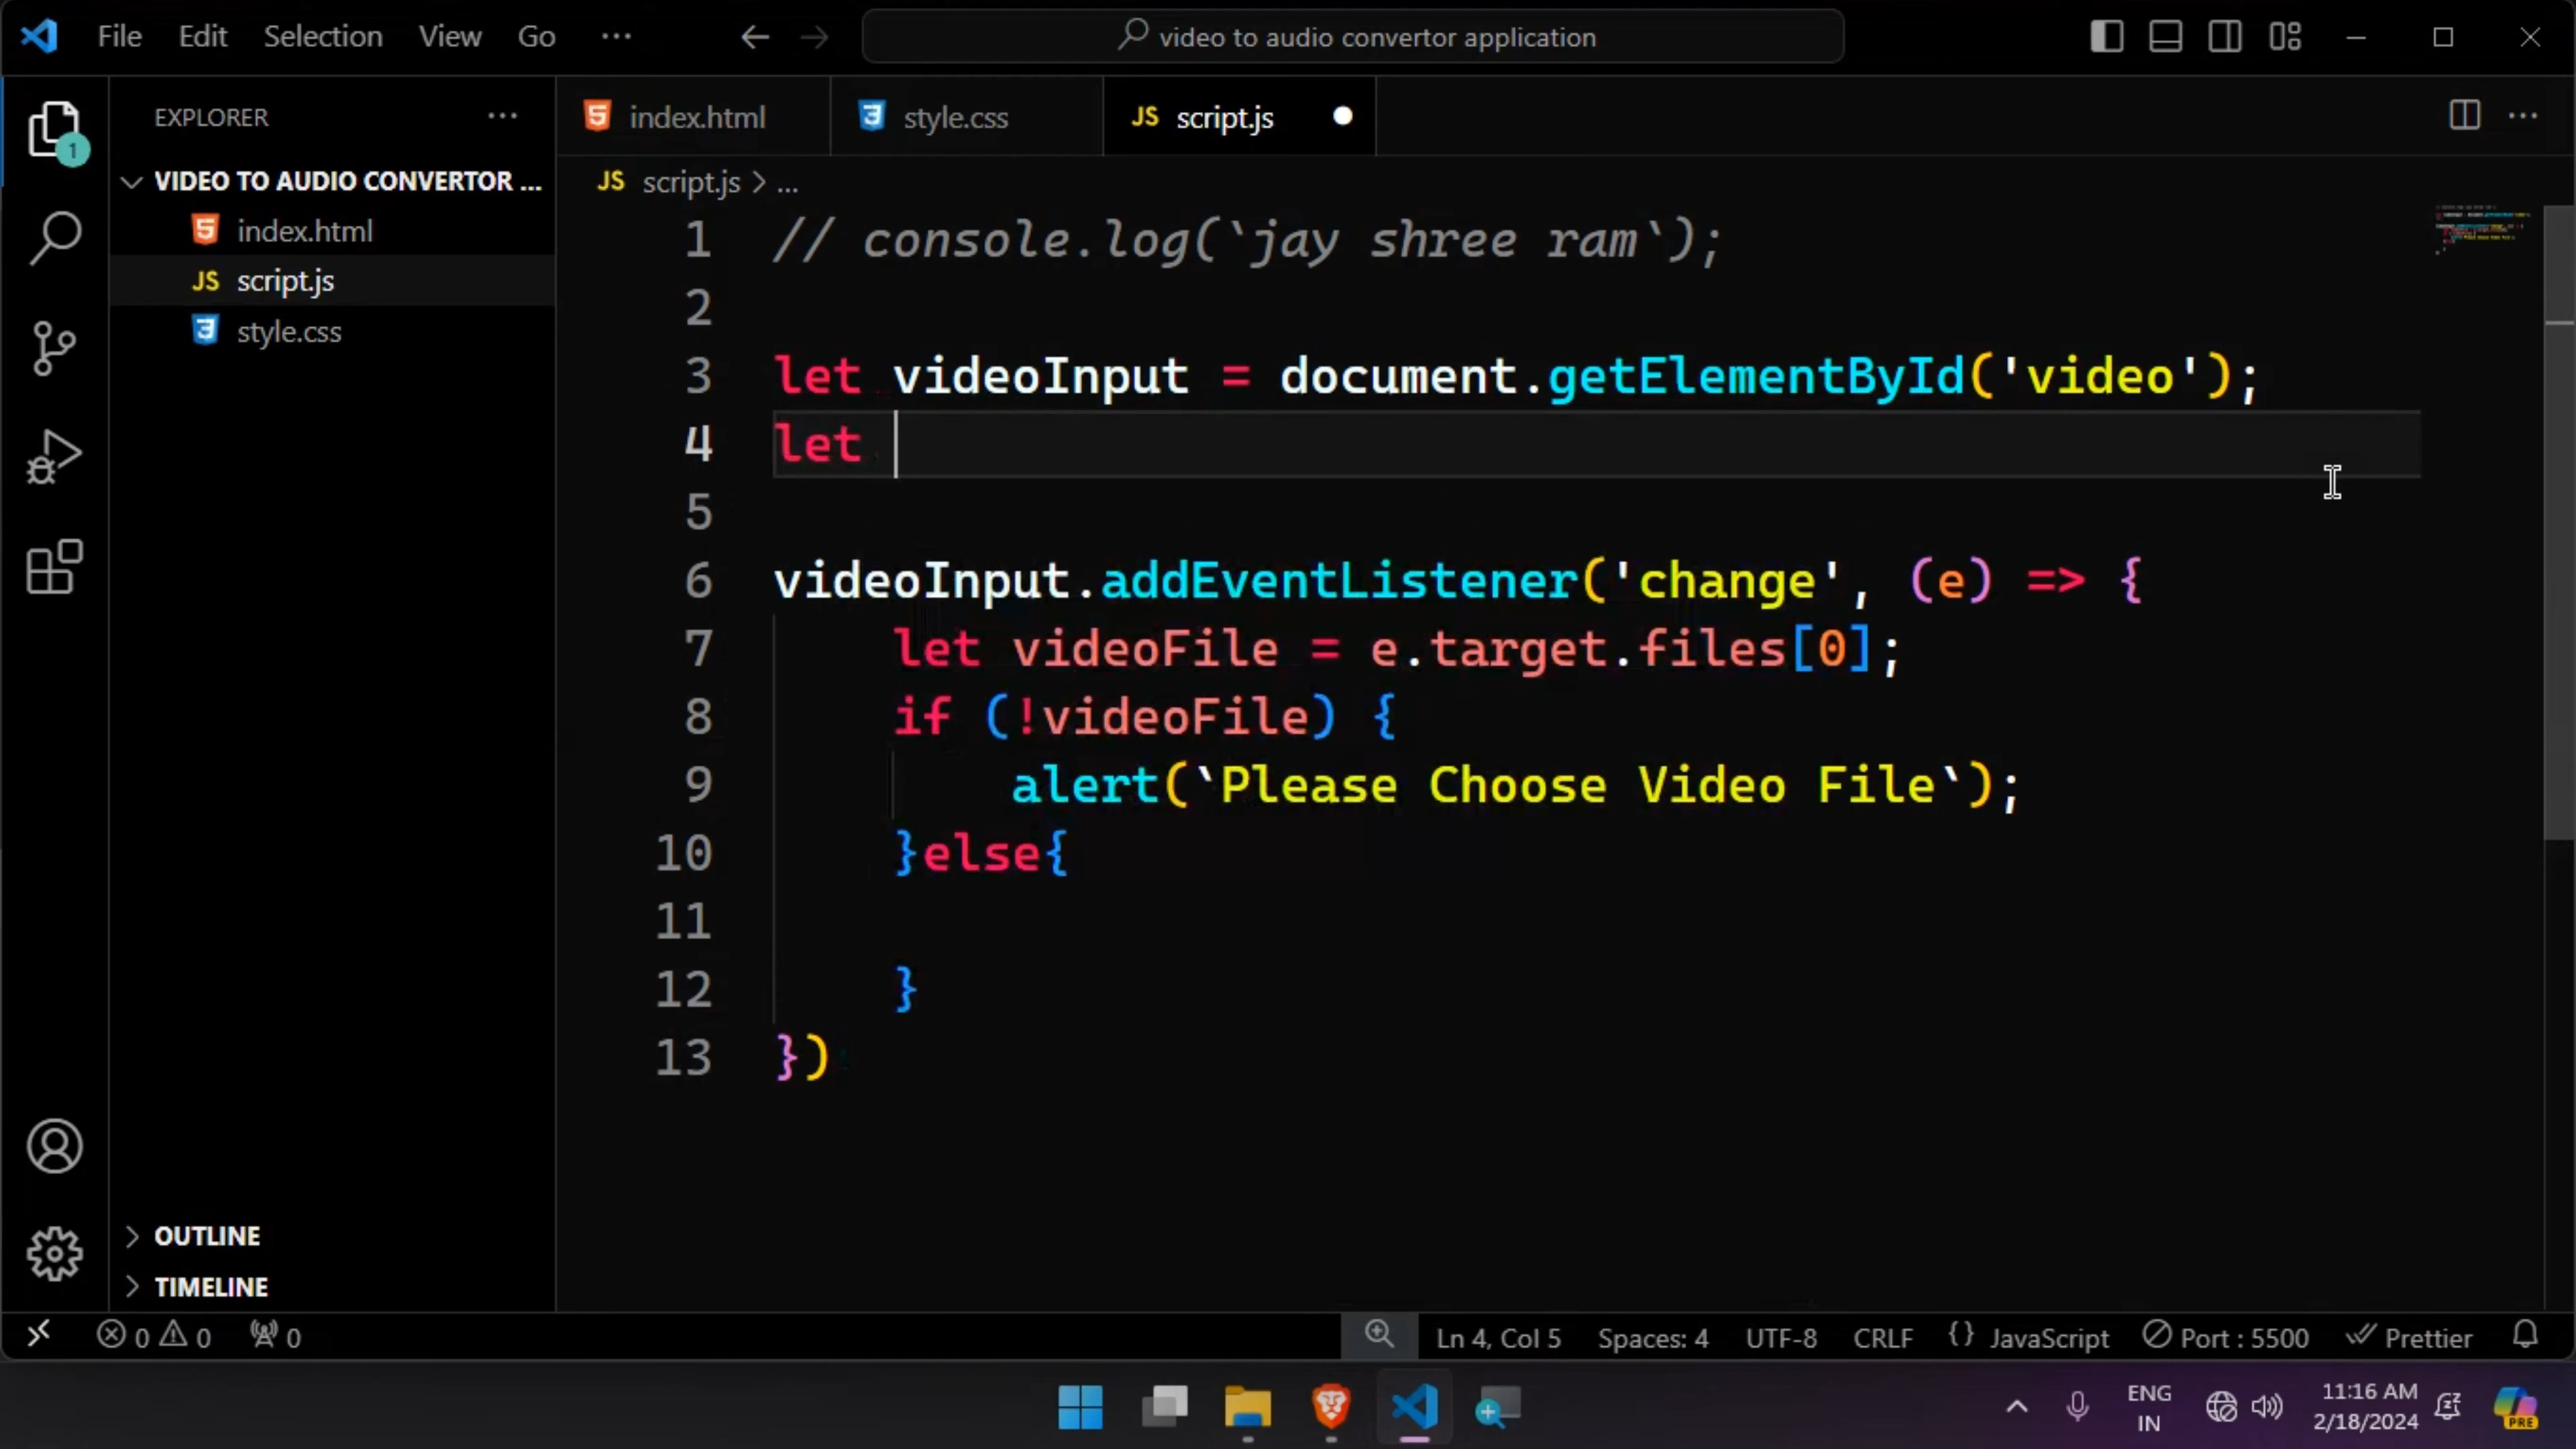 File Edit Selection View Go ··· video to audio convertor application
EXPLORER ···
index.html style.css JS script.js ···
VIDEO TO AUDIO CONVERTOR ...
index.html
JS script.js
style.css
1
JS script.js > ...
1 // console.log(`jay shree ram`);
2
3 let videoInput = document.getElementById('video');
4 let
5
6 videoInput.addEventListener('change', (e) => {
7 let videoFile = e.target.files[0];
8 if (!videoFile) {
9 alert(`Please Choose Video File`);
10 }else{
11
12 }
13 })
OUTLINE
TIMELINE
0 0 0 Ln 4, Col 5 Spaces: 4 UTF-8 CRLF {} JavaScript Port : 5500 Prettier
ENG
IN
11:16 AM
2/18/2024
PRE